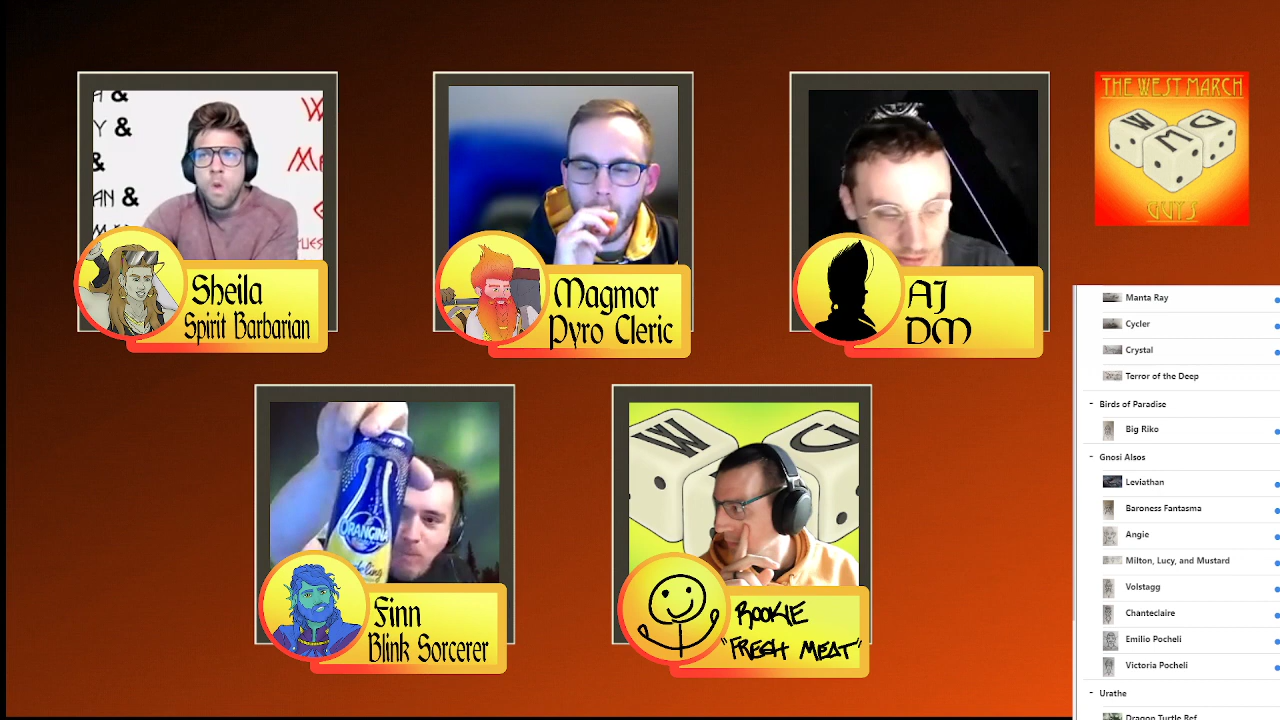 &
Y &
&
AN &
W
Sheila
Spirit Barbarian
Magmor
Pyro Cleric
AJ
DM
THE WEST MARCH
W M G
GUYS
ORANGINA
Finn
Blink Sorcerer
W G
ROOKIE
"FRESH MEAT"
Manta Ray
Cycler
Crystal
Terror of the Deep
- Birds of Paradise
Big Riko
- Gnosi Alsos
Leviathan
Baroness Fantasma
Angie
Milton, Lucy, and Mustard
Volstagg
Chanteclaire
Emilio Pocheli
Victoria Pocheli
- Urathe
Dragon Turtle Ref